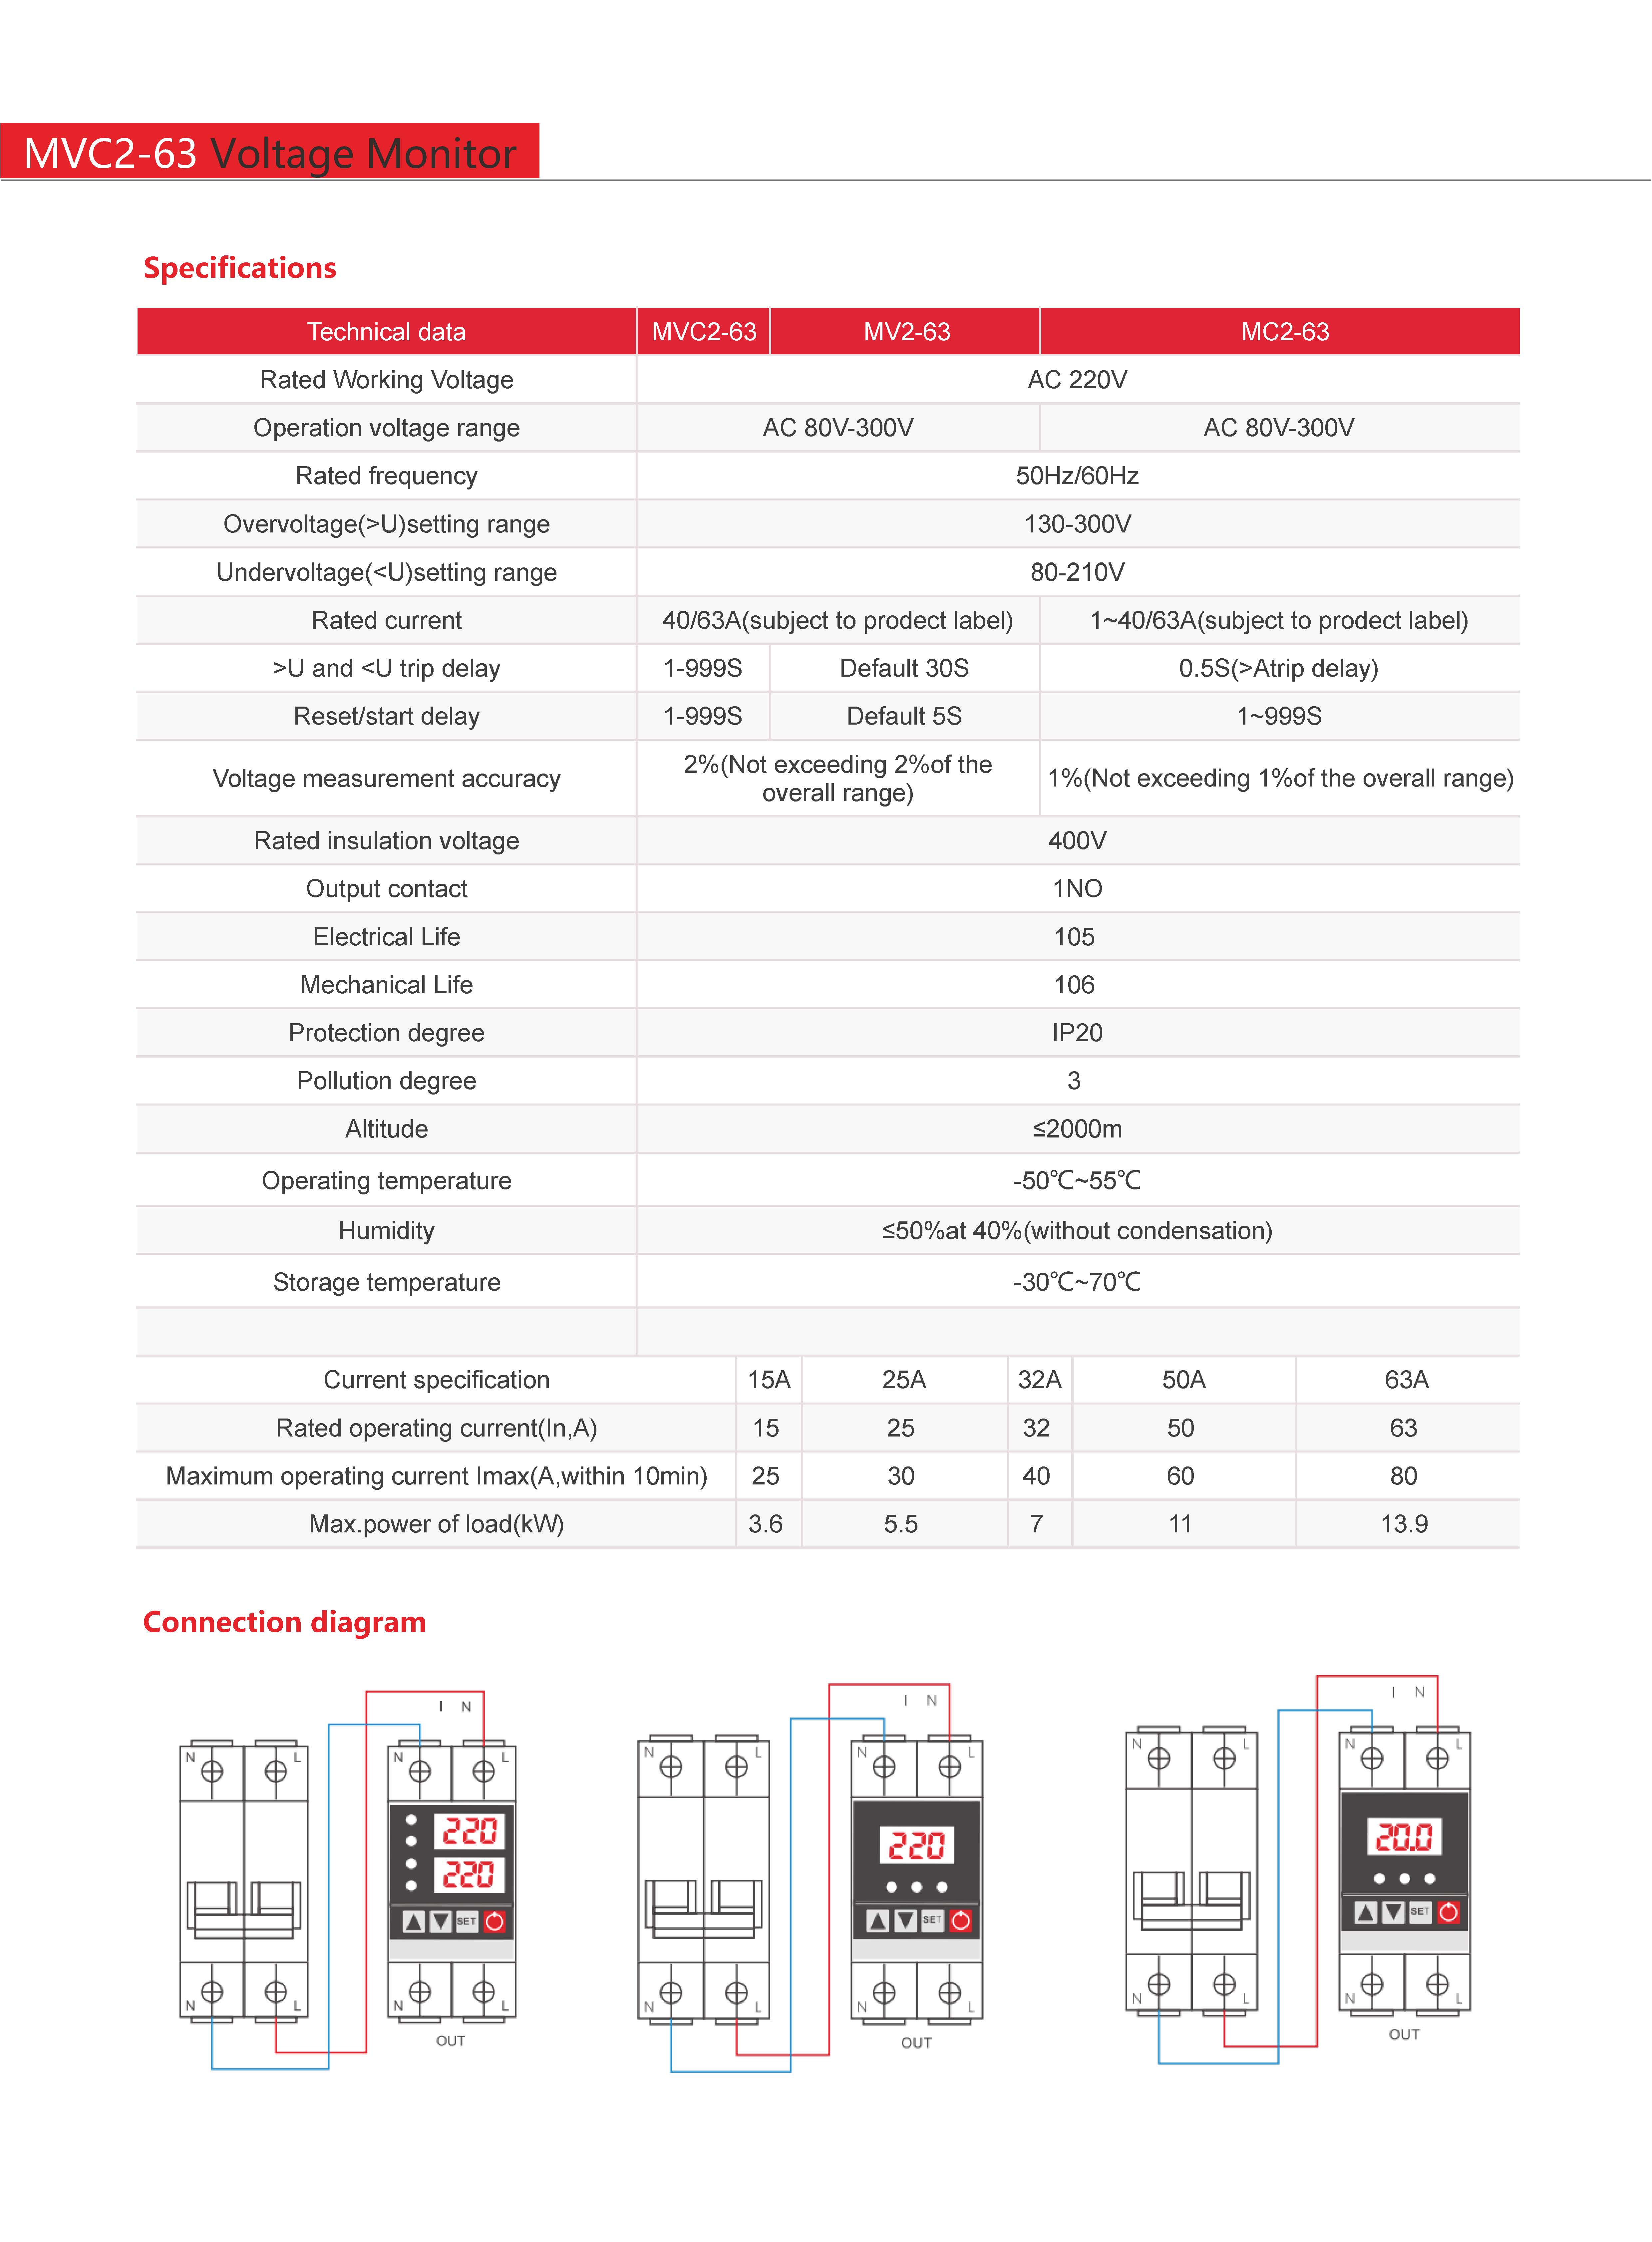 MVC2-63 Voltage Monitor
Specifications
Technical data MVC2-63 MV2-63 MC2-63
Rated Working Voltage AC 220V
Operation voltage range AC 80V-300V AC 80V-300V
Rated frequency 50Hz/60Hz
Overvoltage(>U)setting range 130-300V
Undervoltage(<U)setting range 80-210V
Rated current 40/63A(subject to prodect label) 1~40/63A(subject to prodect label)
>U and <U trip delay 1-999S Default 30S 0.5S(>Atrip delay)
Reset/start delay 1-999S Default 5S 1~999S
Voltage measurement accuracy 2%(Not exceeding 2%of the
overall range) 1%(Not exceeding 1%of the overall range)
Rated insulation voltage 400V
Output contact 1NO
Electrical Life 105
Mechanical Life 106
Protection degree IP20
Pollution degree 3
Altitude ≤2000m
Operating temperature -50℃~55℃
Humidity ≤50%at 40%(without condensation)
Storage temperature -30℃~70℃
Current specification 15A 25A 32A 50A 63A
Rated operating current(In,A) 15 25 32 50 63
Maximum operating current Imax(A,within 10min) 25 30 40 60 80
Max.power of load(kW) 3.6 5.5 7 11 13.9
Connection diagram
I N
N L N L
220
220
SET
N L N L
OUT
I N
N L N L
220
SET
N L N L
OUT
I N
N L N L
20.0
SET
N L N L
OUT